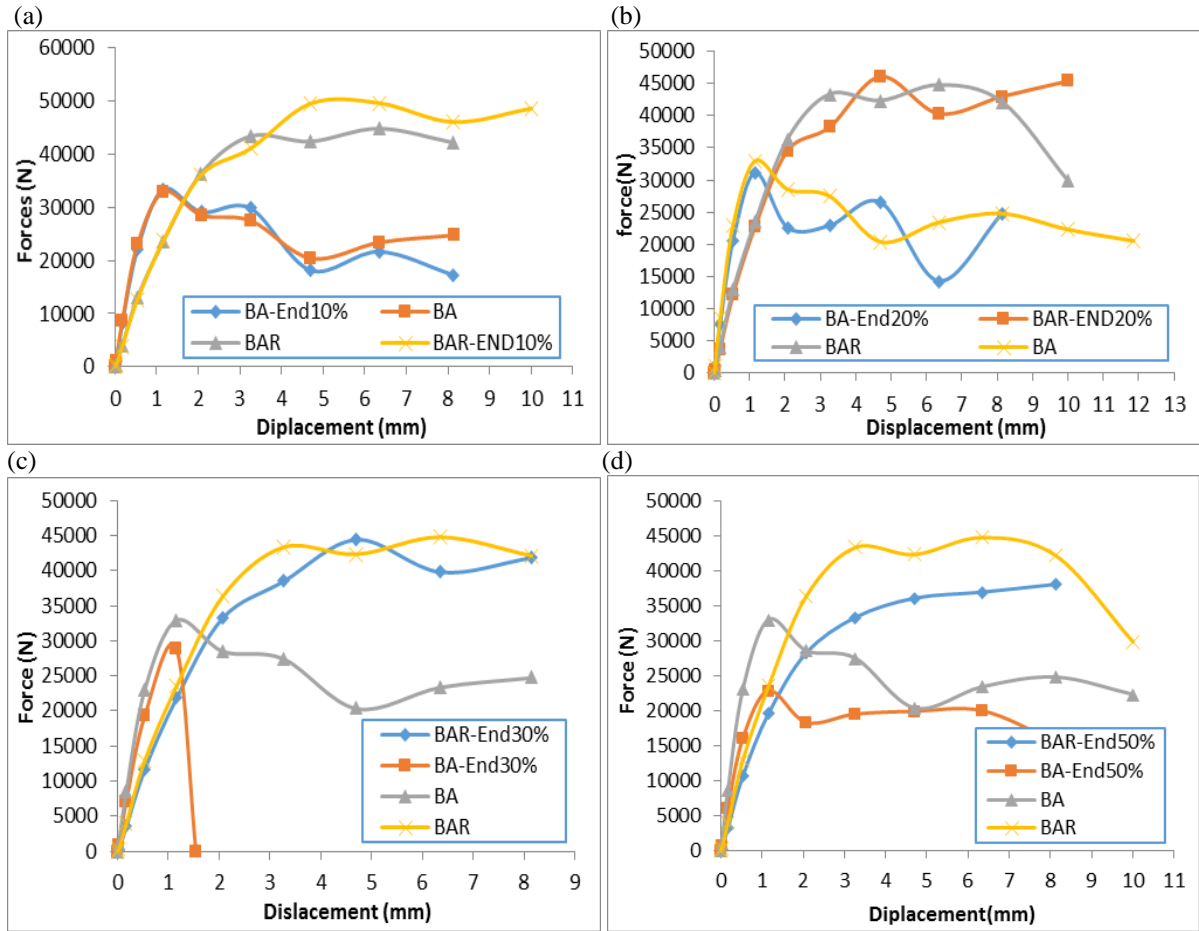 (a)
60000
50000
40000
30000
20000
10000
0
Forces (N)
BA-End10% BA
BAR BAR-END10%
0 1 2 3 4 5 6 7 8 9 10 11
Diplacement (mm)
(b)
50000
45000
40000
35000
30000
25000
20000
15000
10000
5000
0
force(N)
BA-End20% BAR-END20%
BAR BA
0 1 2 3 4 5 6 7 8 9 10 11 12 13
Displacement (mm)
(c)
50000
45000
40000
35000
30000
25000
20000
15000
10000
5000
0
Force (N)
BAR-End30%
BA-End30%
BA
BAR
0 1 2 3 4 5 6 7 8 9
Dislacement (mm)
(d)
50000
45000
40000
35000
30000
25000
20000
15000
10000
5000
0
Force (N)
BAR-End50%
BA-End50%
BA
BAR
0 1 2 3 4 5 6 7 8 9 10 11
Diplacement(mm)